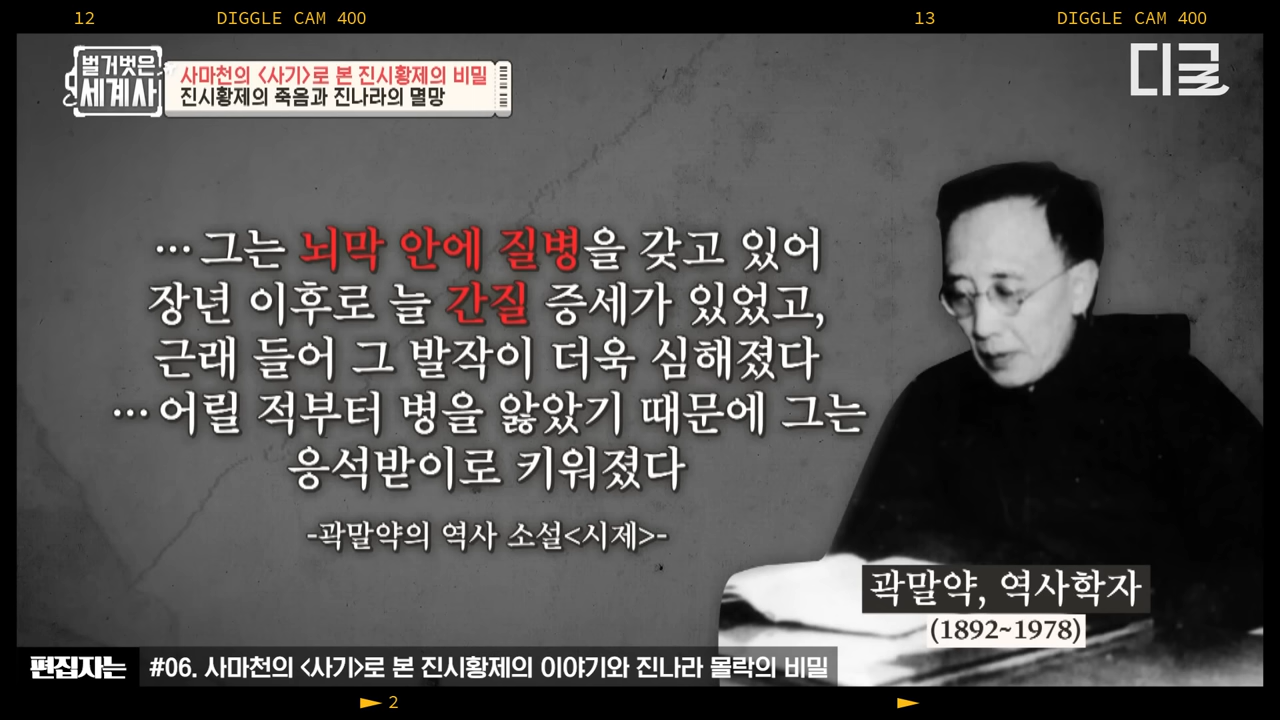 12
DIGGLE CAM 400
13
DIGGLE CAM 400
벌거벗은
세계사
사마천의 <사기>로 본 진시황제의 비밀
진시황제의 죽음과 진나라의 멸망
디글
…그는 뇌막 안에 질병을 갖고 있어
장년 이후로 늘 간질 증세가 있었고,
근래 들어 그 발작이 더욱 심해졌다
…어릴 적부터 병을 앓았기 때문에 그는
응석받이로 키워졌다
-곽말약의 역사 소설<시제>-
곽말약, 역사학자
(1892~1978)
편집자는
#06. 사마천의 <사기>로 본 진시황제의 이야기와 진나라 몰락의 비밀
2